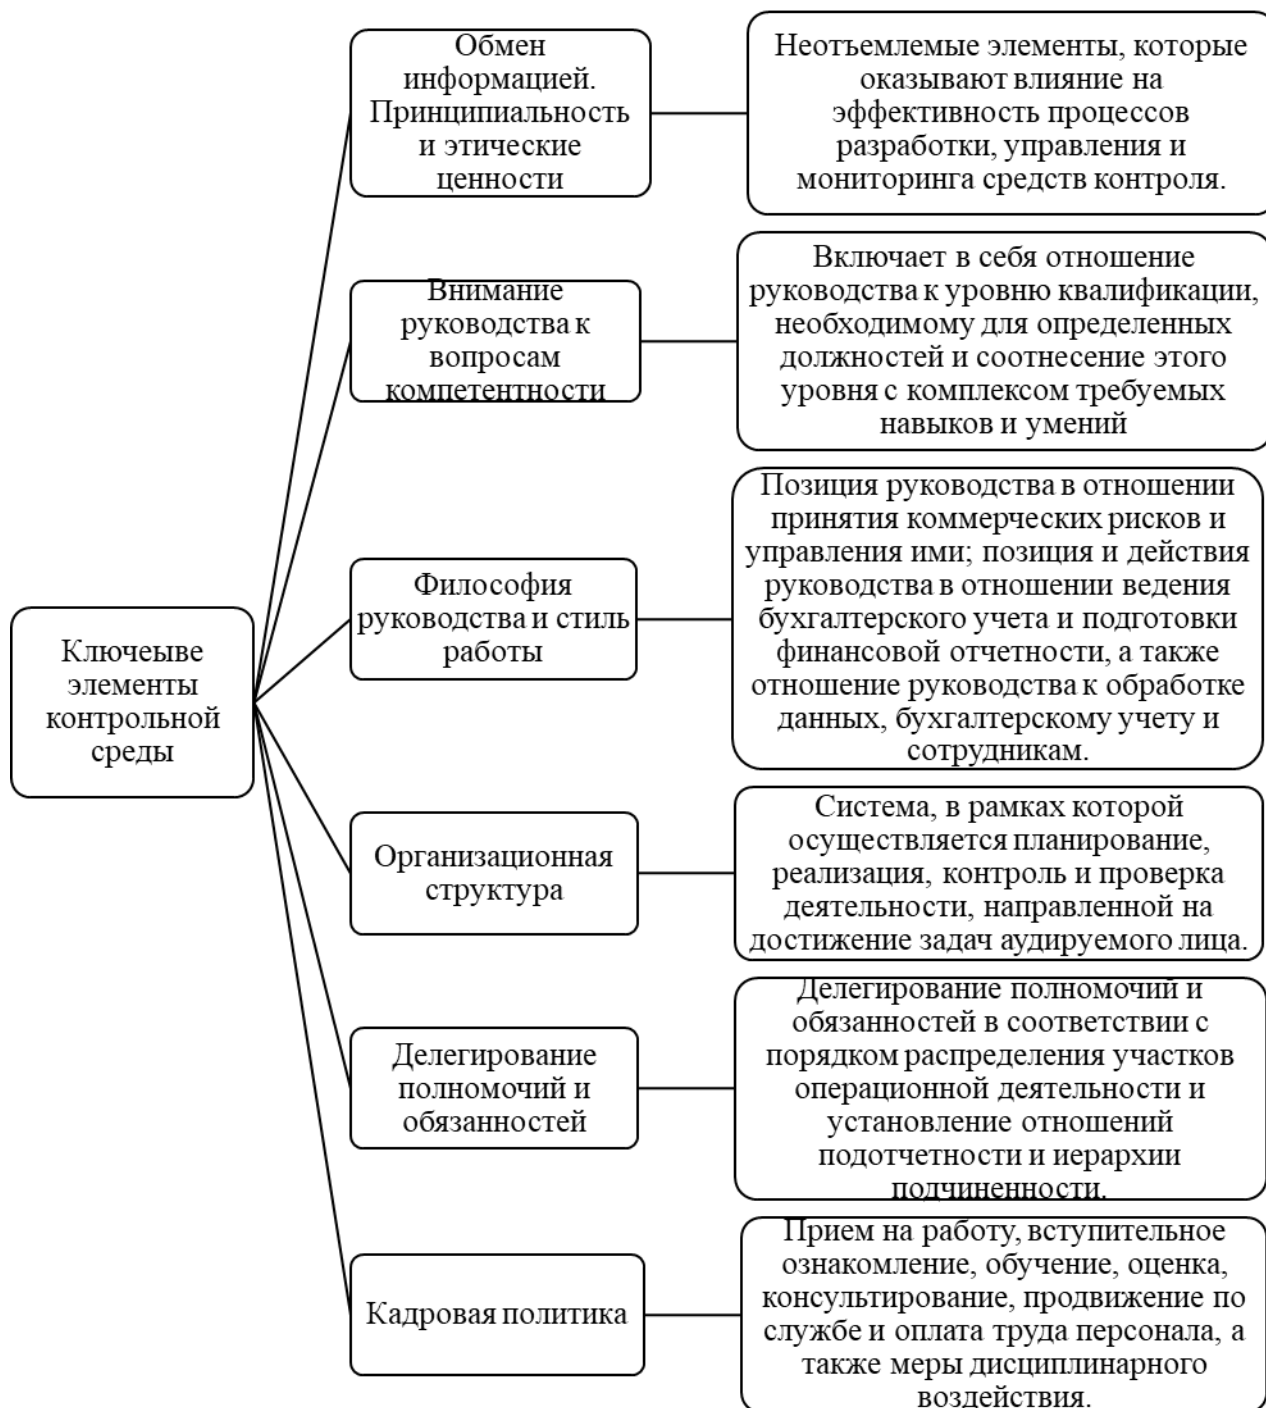 Обмен
информацией.
Принципиальность
и этические
ценности
Неотъемлемые элементы, которые
оказывают влияние на
эффективность процессов
разработки, управления и
мониторинга средств контроля.
Внимание
руководства к
вопросам
компетентности
Включает в себя отношение
руководства к уровню квалификации,
необходимому для определенных
должностей и соотнесение этого
уровня с комплексом требуемых
навыков и умений
Ключеыве
элементы
контрольной
среды
Философия
руководства и стиль
работы
Позиция руководства в отношении
принятия коммерческих рисков и
управления ими; позиция и действия
руководства в отношении ведения
бухгалтерского учета и подготовки
финансовой отчетности, а также
отношение руководства к обработке
данных, бухгалтерскому учету и
сотрудникам.
Организационная
структура
Система, в рамках которой
осуществляется планирование,
реализация, контроль и проверка
деятельности, направленной на
достижение задач аудируемого лица.
Делегирование
полномочий и
обязанностей
Делегирование полномочий и
обязанностей в соответствии с
порядком распределения участков
операционной деятельности и
установление отношений
подотчетности и иерархии
подчиненности.
Кадровая политика
Прием на работу, вступительное
ознакомление, обучение, оценка,
консультирование, продвижение по
службе и оплата труда персонала, а
также меры дисциплинарного
воздействия.